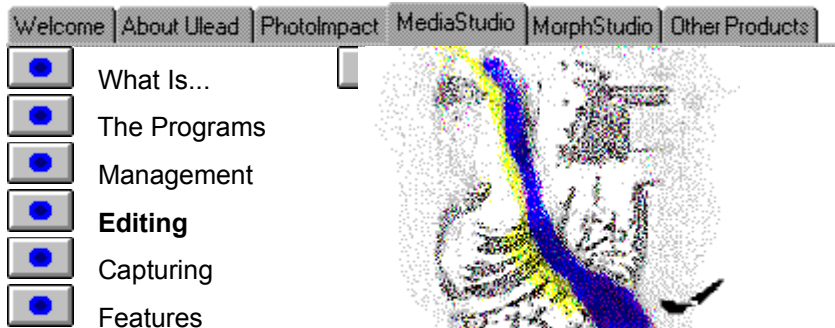 Welcome About Ulead PhotoImpact MediaStudio MorphStudio Other Products
What Is...
The Programs
Management
Editing
Capturing
Features